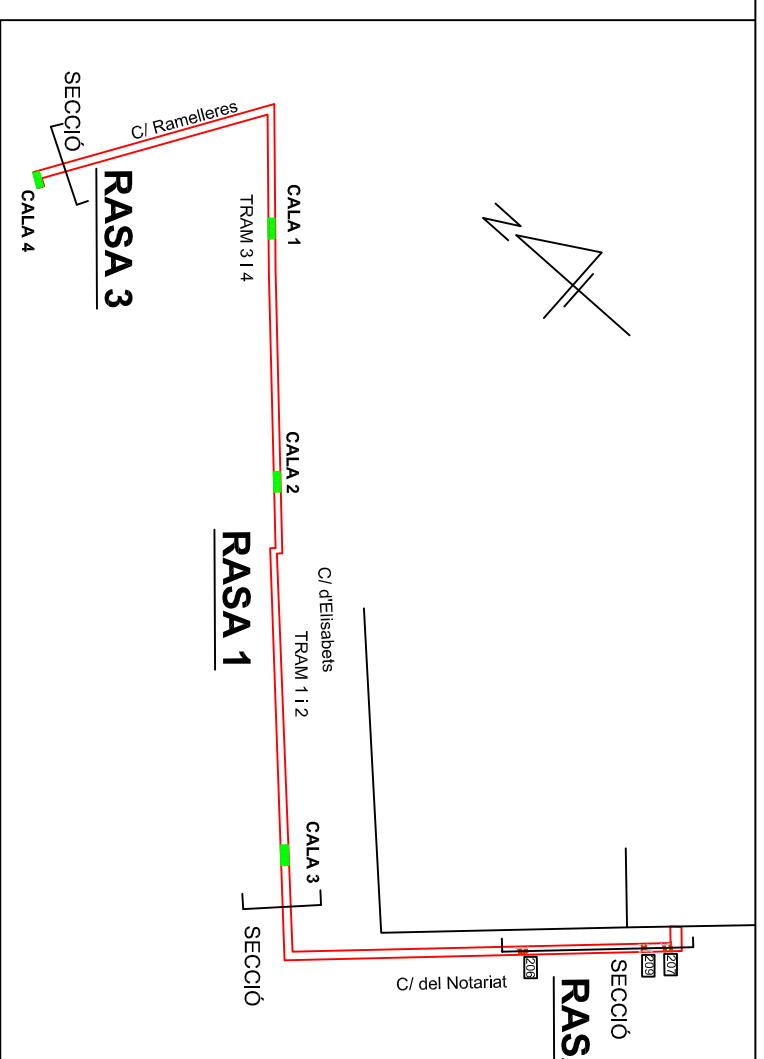 SECCIÓ
C/ Ramelleres
CALA 4
RASA 3
CALA 1
TRAM 3 I 4
CALA 2
RASA 1
C/ d'Elisabets
TRAM 1 i 2
CALA 3
SECCIÓ
C/ del Notariat
206
209
207
SECCIÓ
RAS